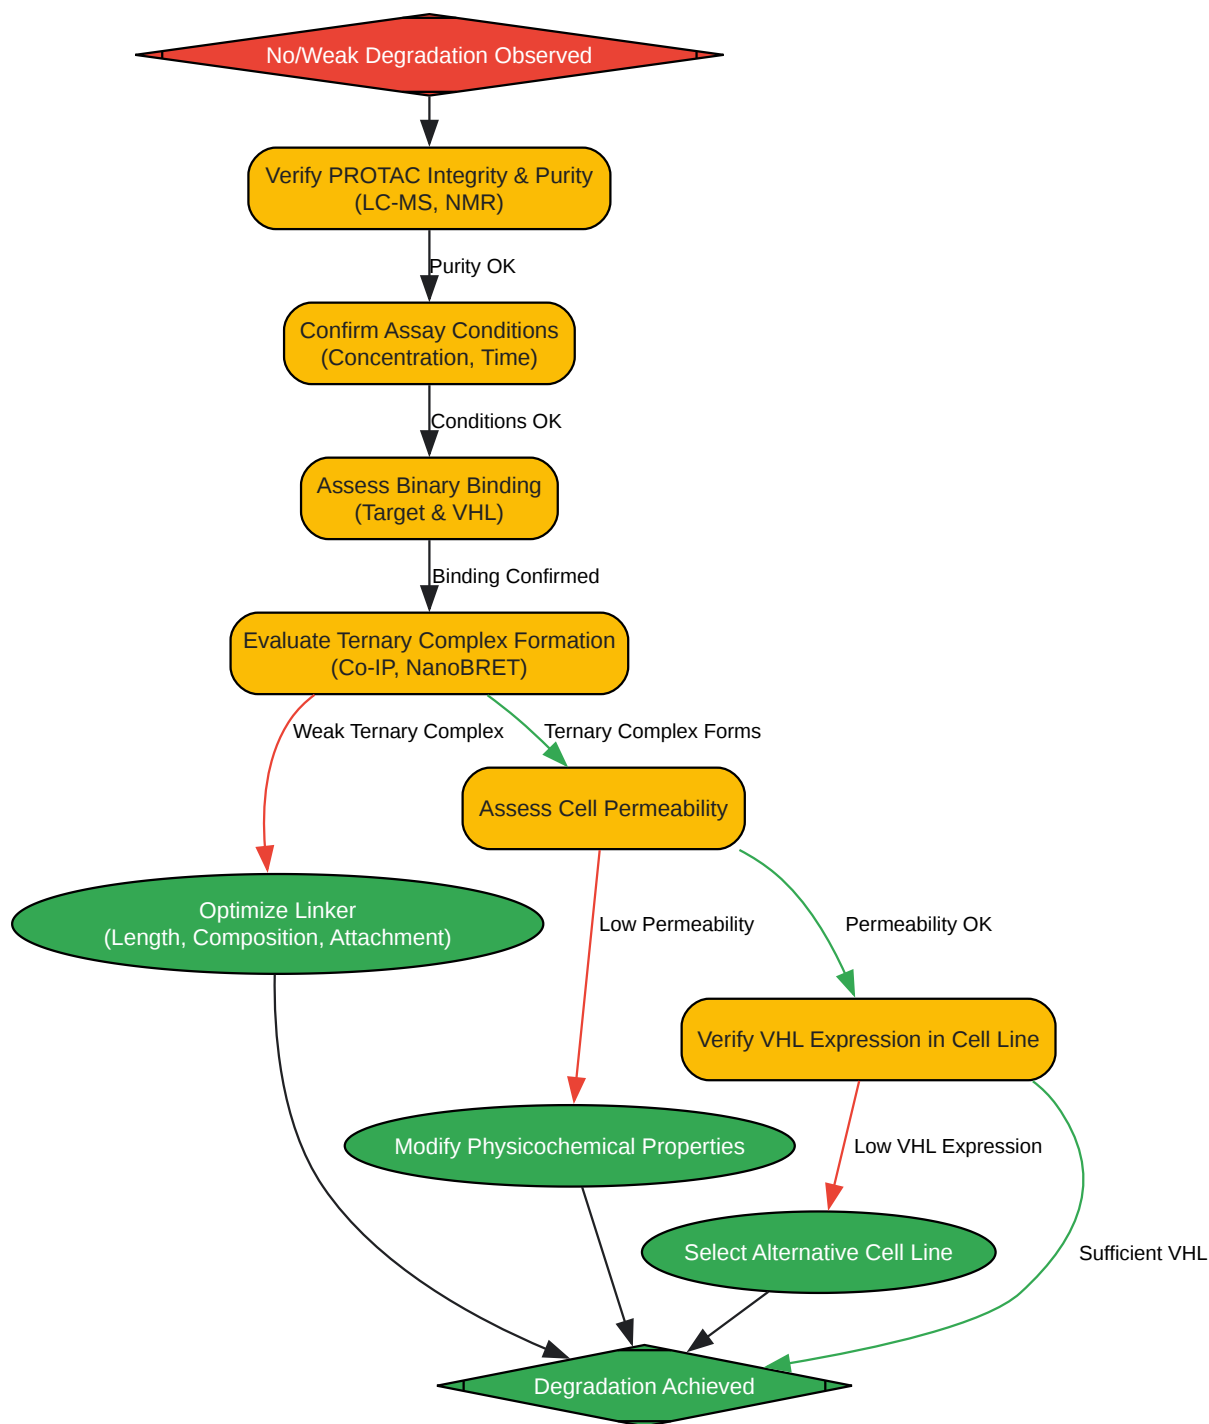 No/Weak Degradation Observed
Verify PROTAC Integrity & Purity
(LC-MS, NMR)
Purity OK
Confirm Assay Conditions
(Concentration, Time)
Conditions OK
Assess Binary Binding
(Target & VHL)
Binding Confirmed
Evaluate Ternary Complex Formation
(Co-IP, NanoBRET)
Weak Ternary Complex
Ternary Complex Forms
Assess Cell Permeability
Optimize Linker
(Length, Composition, Attachment)
Low Permeability
Permeability OK
Verify VHL Expression in Cell Line
Modify Physicochemical Properties
Low VHL Expression
Select Alternative Cell Line
Sufficient VHL
Degradation Achieved